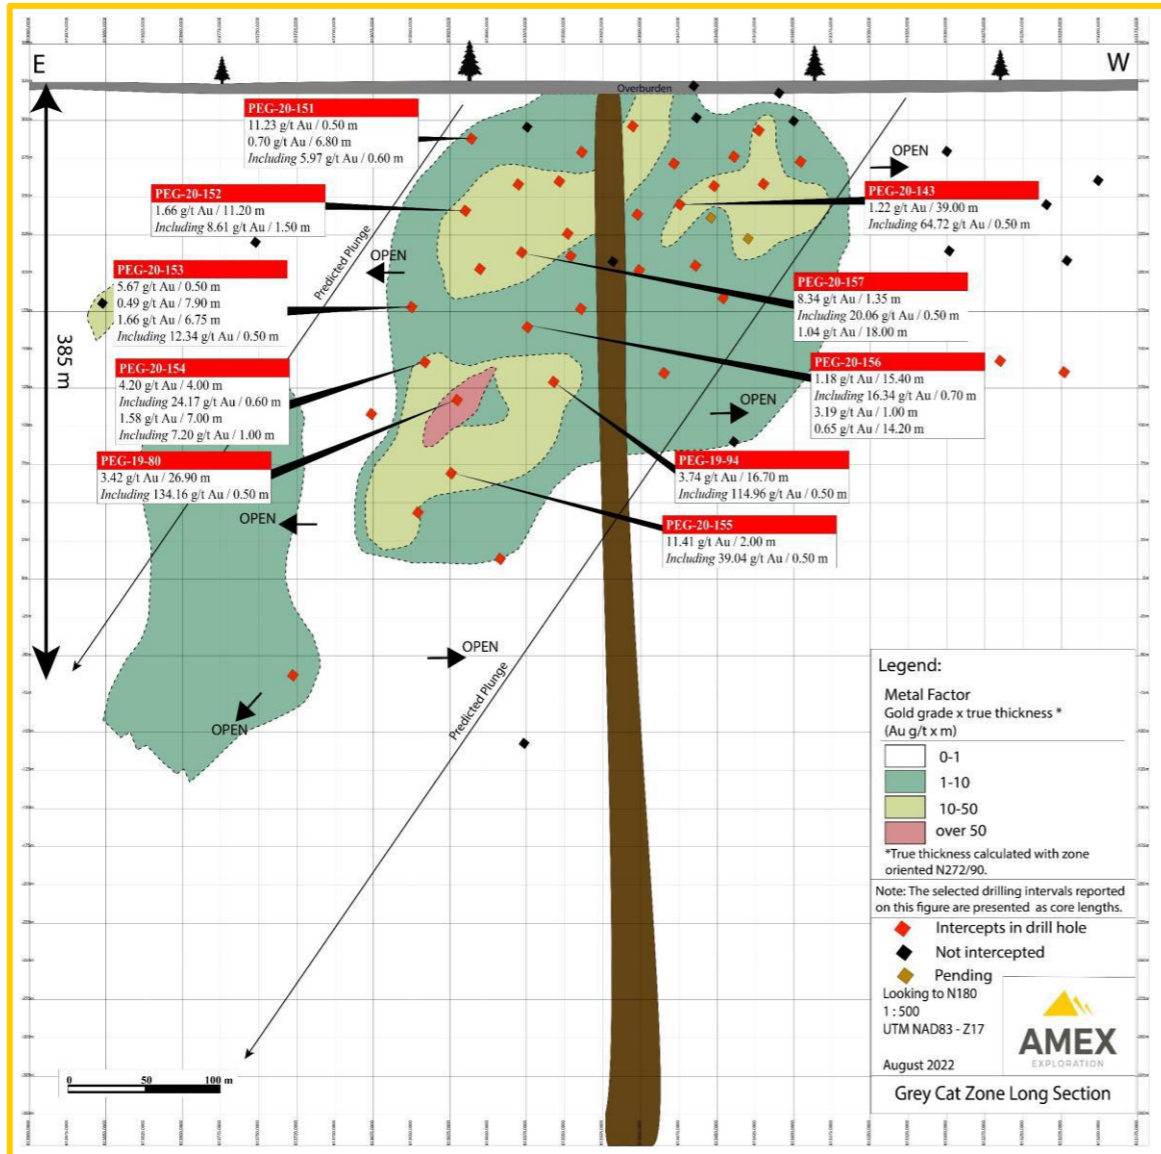 E
W
Overburden
PEG-20-151
11.23 g/t Au / 0.50 m
0.70 g/t Au / 6.80 m
Including 5.97 g/t Au / 0.60 m
PEG-20-152
1.66 g/t Au / 11.20 m
Including 8.61 g/t Au / 1.50 m
Predicted Plunge
OPEN
OPEN
PEG-20-143
1.22 g/t Au / 39.00 m
Including 64.72 g/t Au / 0.50 m
PEG-20-153
5.67 g/t Au / 0.50 m
0.49 g/t Au / 7.90 m
1.66 g/t Au / 6.75 m
Including 12.34 g/t Au / 0.50 m
PEG-20-157
8.34 g/t Au / 1.35 m
Including 20.06 g/t Au / 0.50 m
1.04 g/t Au / 18.00 m
385 m
PEG-20-154
4.20 g/t Au / 4.00 m
Including 24.17 g/t Au / 0.60 m
1.58 g/t Au / 7.00 m
Including 7.20 g/t Au / 1.00 m
PEG-20-156
1.18 g/t Au / 15.40 m
Including 16.34 g/t Au / 0.70 m
3.19 g/t Au / 1.00 m
0.65 g/t Au / 14.20 m
OPEN
PEG-19-80
3.42 g/t Au / 26.90 m
Including 134.16 g/t Au / 0.50 m
PEG-19-94
3.74 g/t Au / 16.70 m
Including 114.96 g/t Au / 0.50 m
OPEN
PEG-20-155
11.41 g/t Au / 2.00 m
Including 39.04 g/t Au / 0.50 m
OPEN
Predicted Plunge
OPEN
Legend:
Metal Factor
Gold grade x true thickness *
(Au g/t x m)
0-1
1-10
10-50
over 50
*True thickness calculated with zone
oriented N272/90.
Note: The selected drilling intervals reported
on this figure are presented as core lengths.
Intercepts in drill hole
Not intercepted
Pending
Looking to N180
1 : 500
UTM NAD83 - Z17
August 2022
AMEX
EXPLORATION
Grey Cat Zone Long Section
0 50 100 m